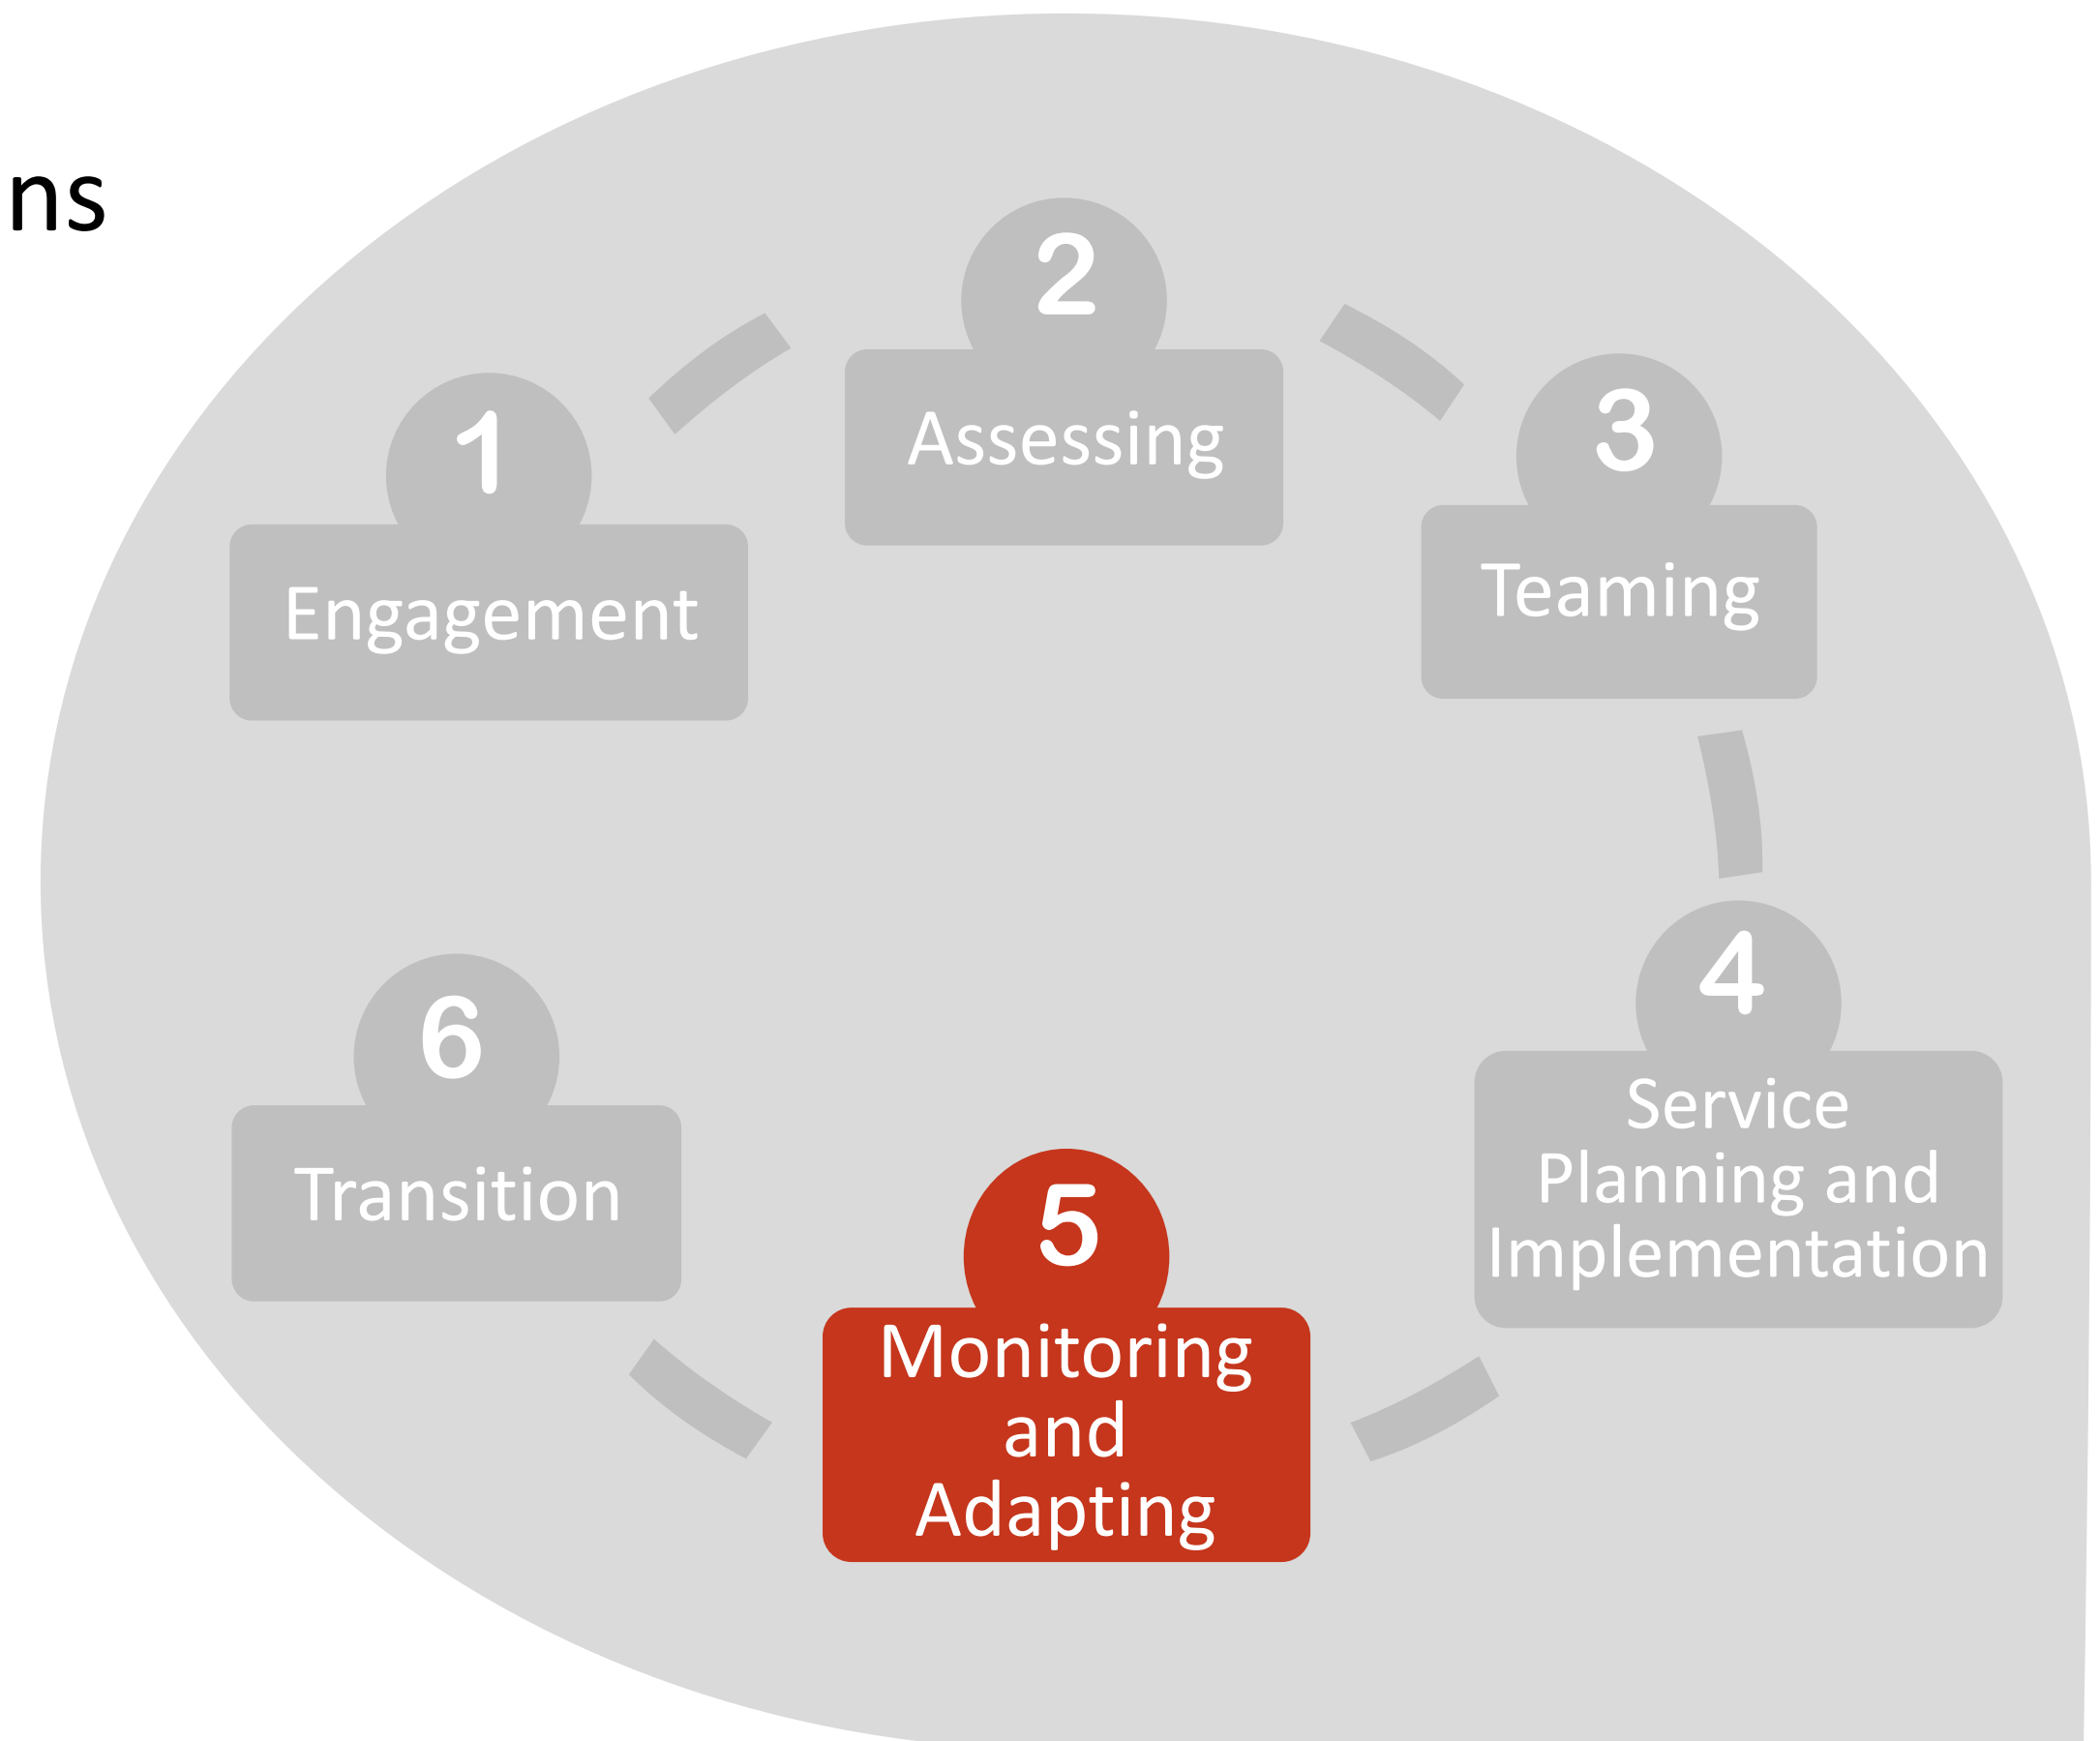 ns
1
Engagement
2
Assessing
3
Teaming
4
Service
Planning and
Implementation
5
Monitoring
and
Adapting
6
Transition